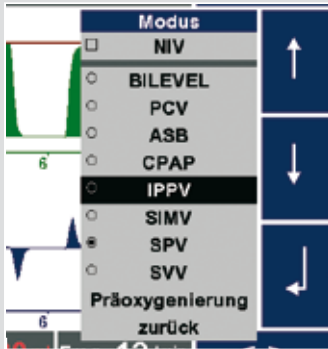 Modus
NIV
BILEVEL
PCV
ASB
CPAP
6
IPPV
SIMV
SPV
SVV
Präoxygenierung
6
zurück